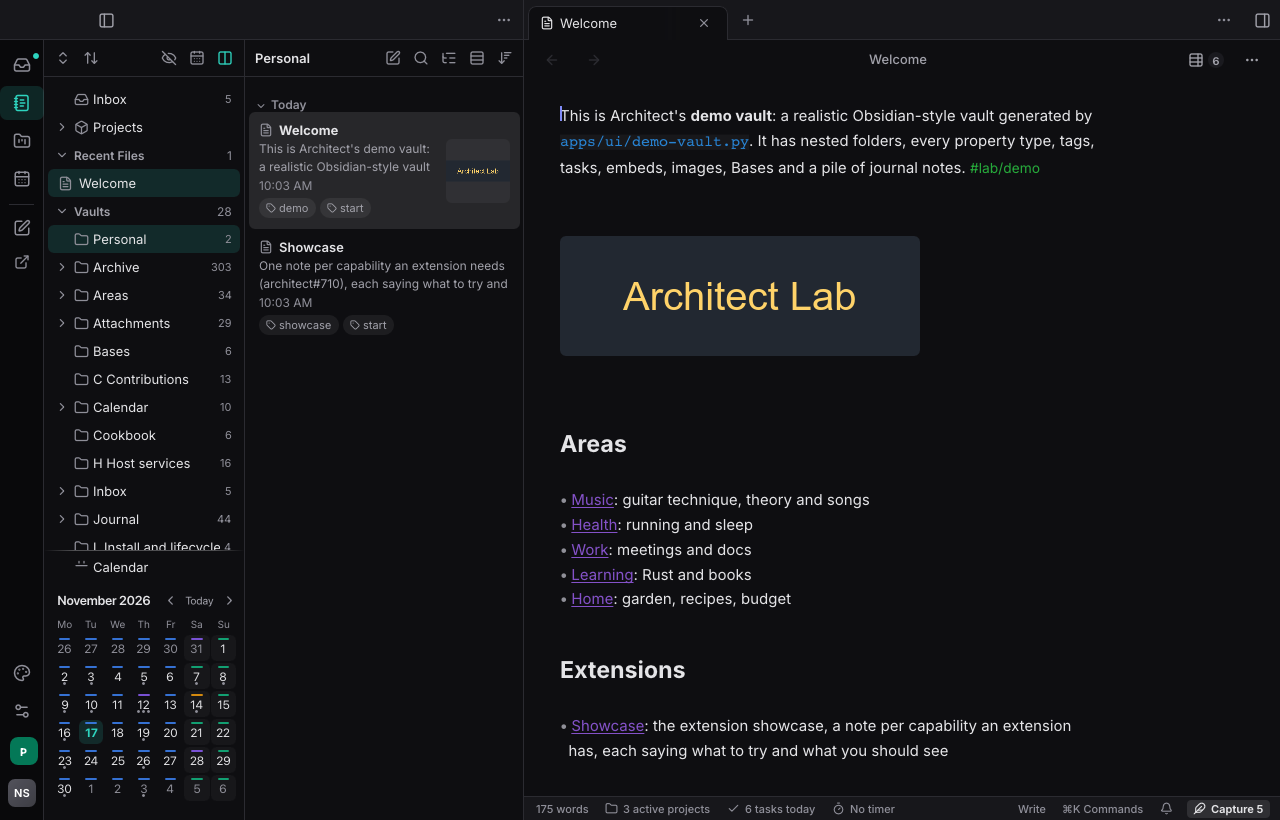 Welcome
Welcome
6
Inbox 5
Projects
Recent Files 1
Welcome
Vaults 28
Personal 2
Archive 303
Areas 34
Attachments 29
Bases 6
C Contributions 13
Calendar 10
Cookbook 6
H Host services 16
Inbox 5
Journal 44
L Install and lifecycle 4
Calendar
November 2026 Today
Mo Tu We Th Fr Sa Su
26 27 28 29 30 31 1
2 3 4 5 6 7 8
9 10 11 12 13 14 15
16 17 18 19 20 21 22
23 24 25 26 27 28 29
30 1 2 3 4 5 6
P
NS
Personal
Today
Welcome
This is Architect's demo vault:
a realistic Obsidian-style vault
10:03 AM
demo start
Architect Lab
Showcase
One note per capability an extension needs
(architect#710), each saying what to try and
10:03 AM
showcase start
This is Architect's demo vault: a realistic Obsidian-style vault generated by
apps/ui/demo-vault.py. It has nested folders, every property type, tags,
tasks, embeds, images, Bases and a pile of journal notes. #lab/demo
Architect Lab
Areas
• Music: guitar technique, theory and songs
• Health: running and sleep
• Work: meetings and docs
• Learning: Rust and books
• Home: garden, recipes, budget
Extensions
• Showcase: the extension showcase, a note per capability an extension
has, each saying what to try and what you should see
175 words 3 active projects 6 tasks today No timer Write ⌘K Commands Capture 5